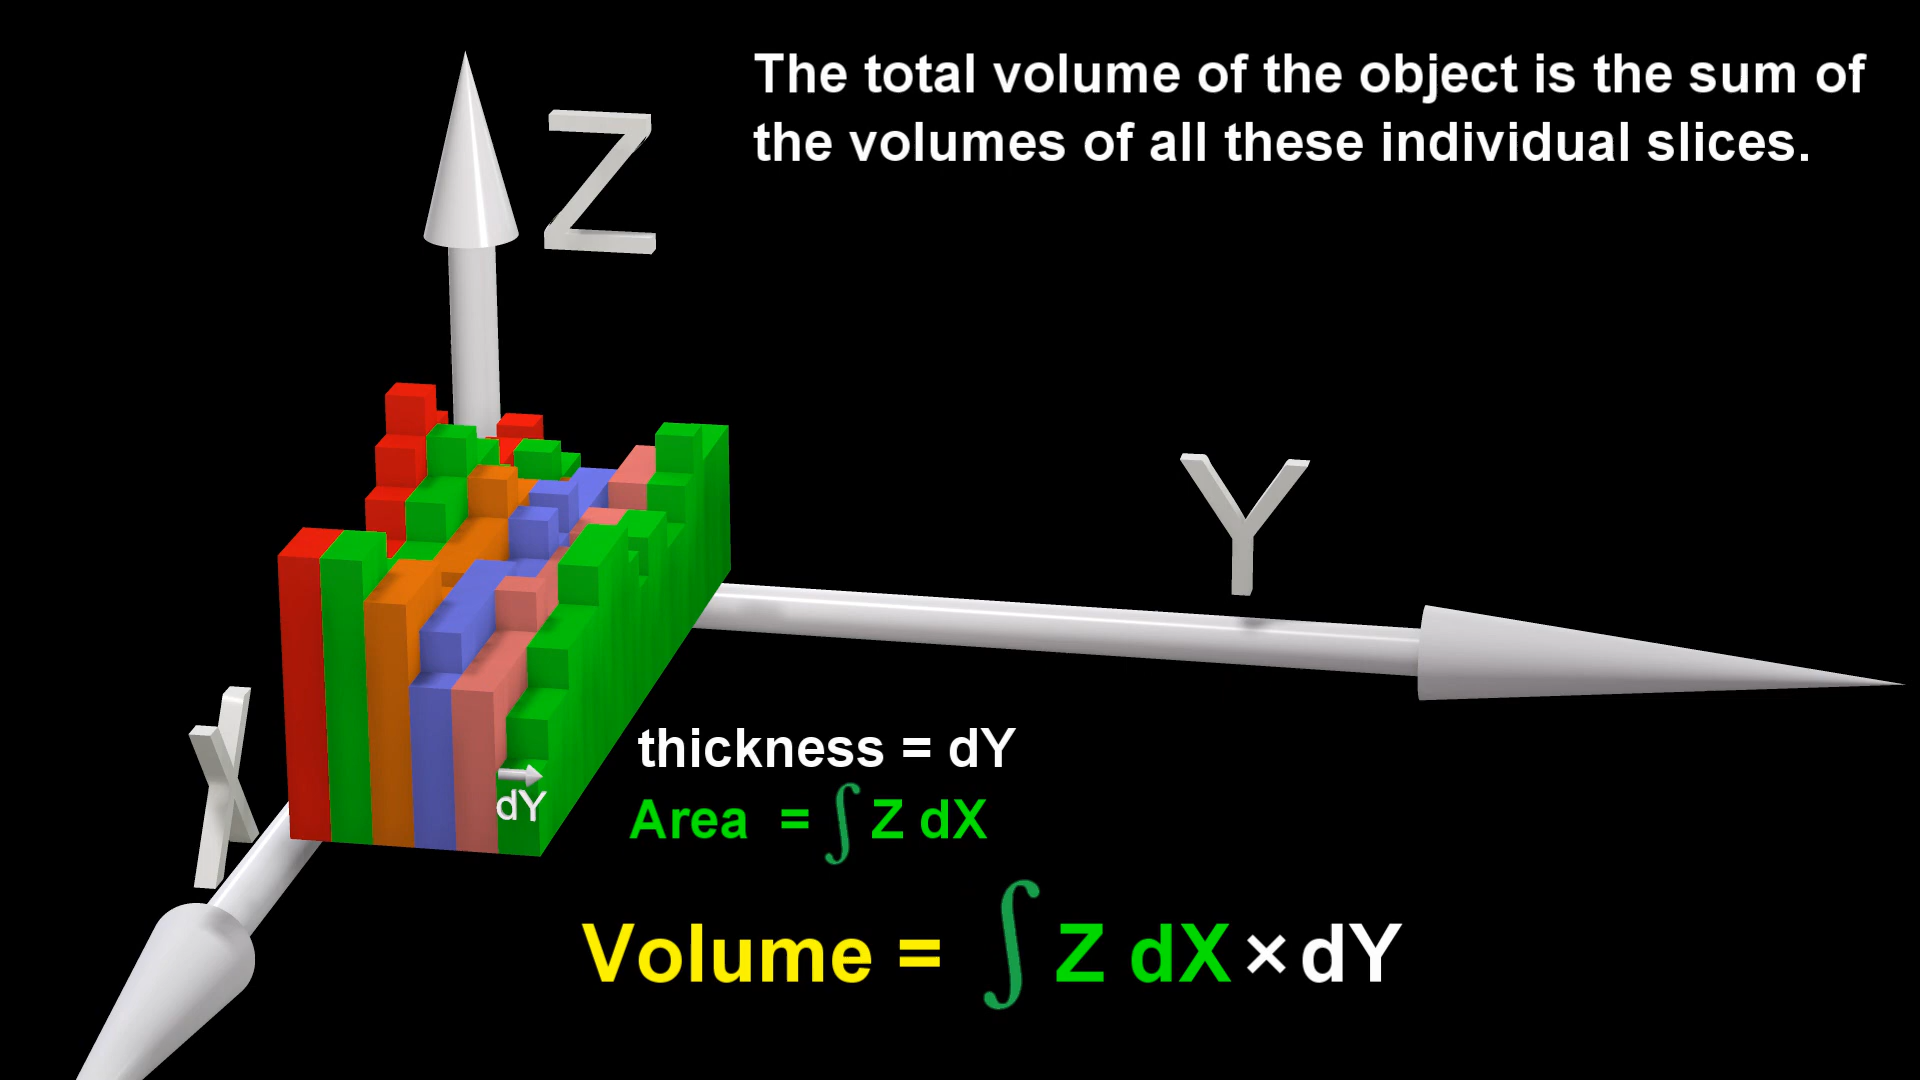 The total volume of the object is the sum of
the volumes of all these individual slices.
Z
Y
X
thickness = dY
dY
Area = ∫ Z dX
Volume = ∫ Z dX × dY